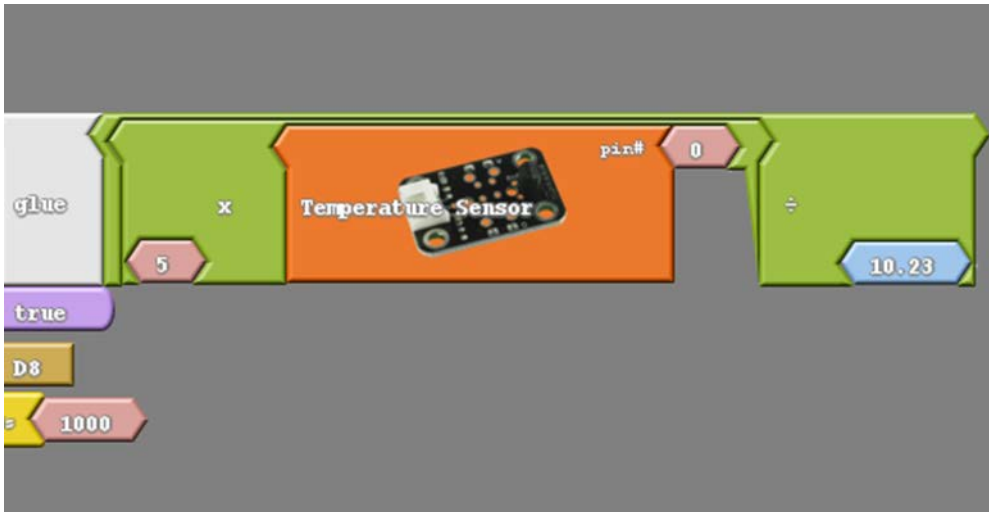 pin# 0
glue x Temperature Sensor ÷
5 10.23
true
D8
= 1000